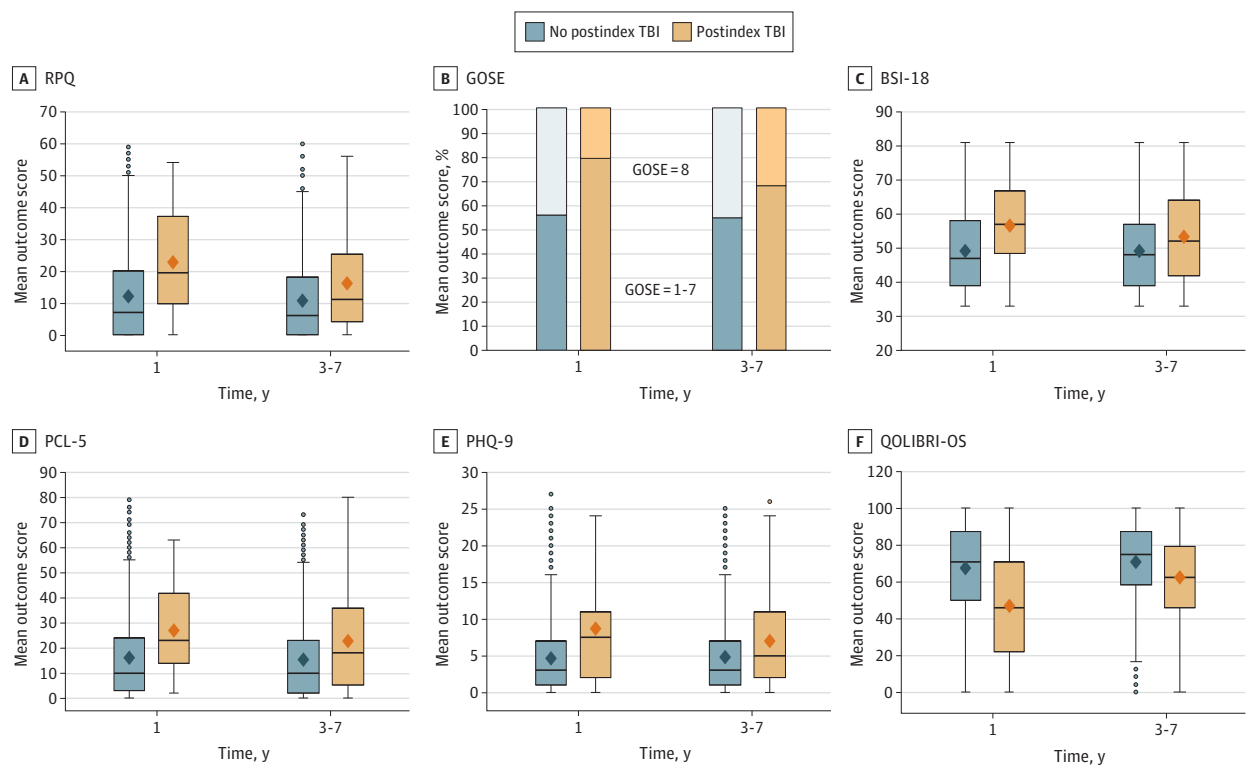 No postindex TBI Postindex TBI
A RPQ
70
60
50
40
30
20
10
0
Mean outcome score
1 3-7
Time, y
B GOSE
100
90
80
70
60
50
40
30
20
10
0
Mean outcome score, %
GOSE = 8
GOSE = 1-7
1 3-7
Time, y
C BSI-18
90
80
70
60
50
40
30
20
Mean outcome score
1 3-7
Time, y
D PCL-5
90
80
70
60
50
40
30
20
10
0
Mean outcome score
1 3-7
Time, y
E PHQ-9
30
25
20
15
10
5
0
Mean outcome score
1 3-7
Time, y
F QOLIBRI-OS
120
100
80
60
40
20
0
Mean outcome score
1 3-7
Time, y